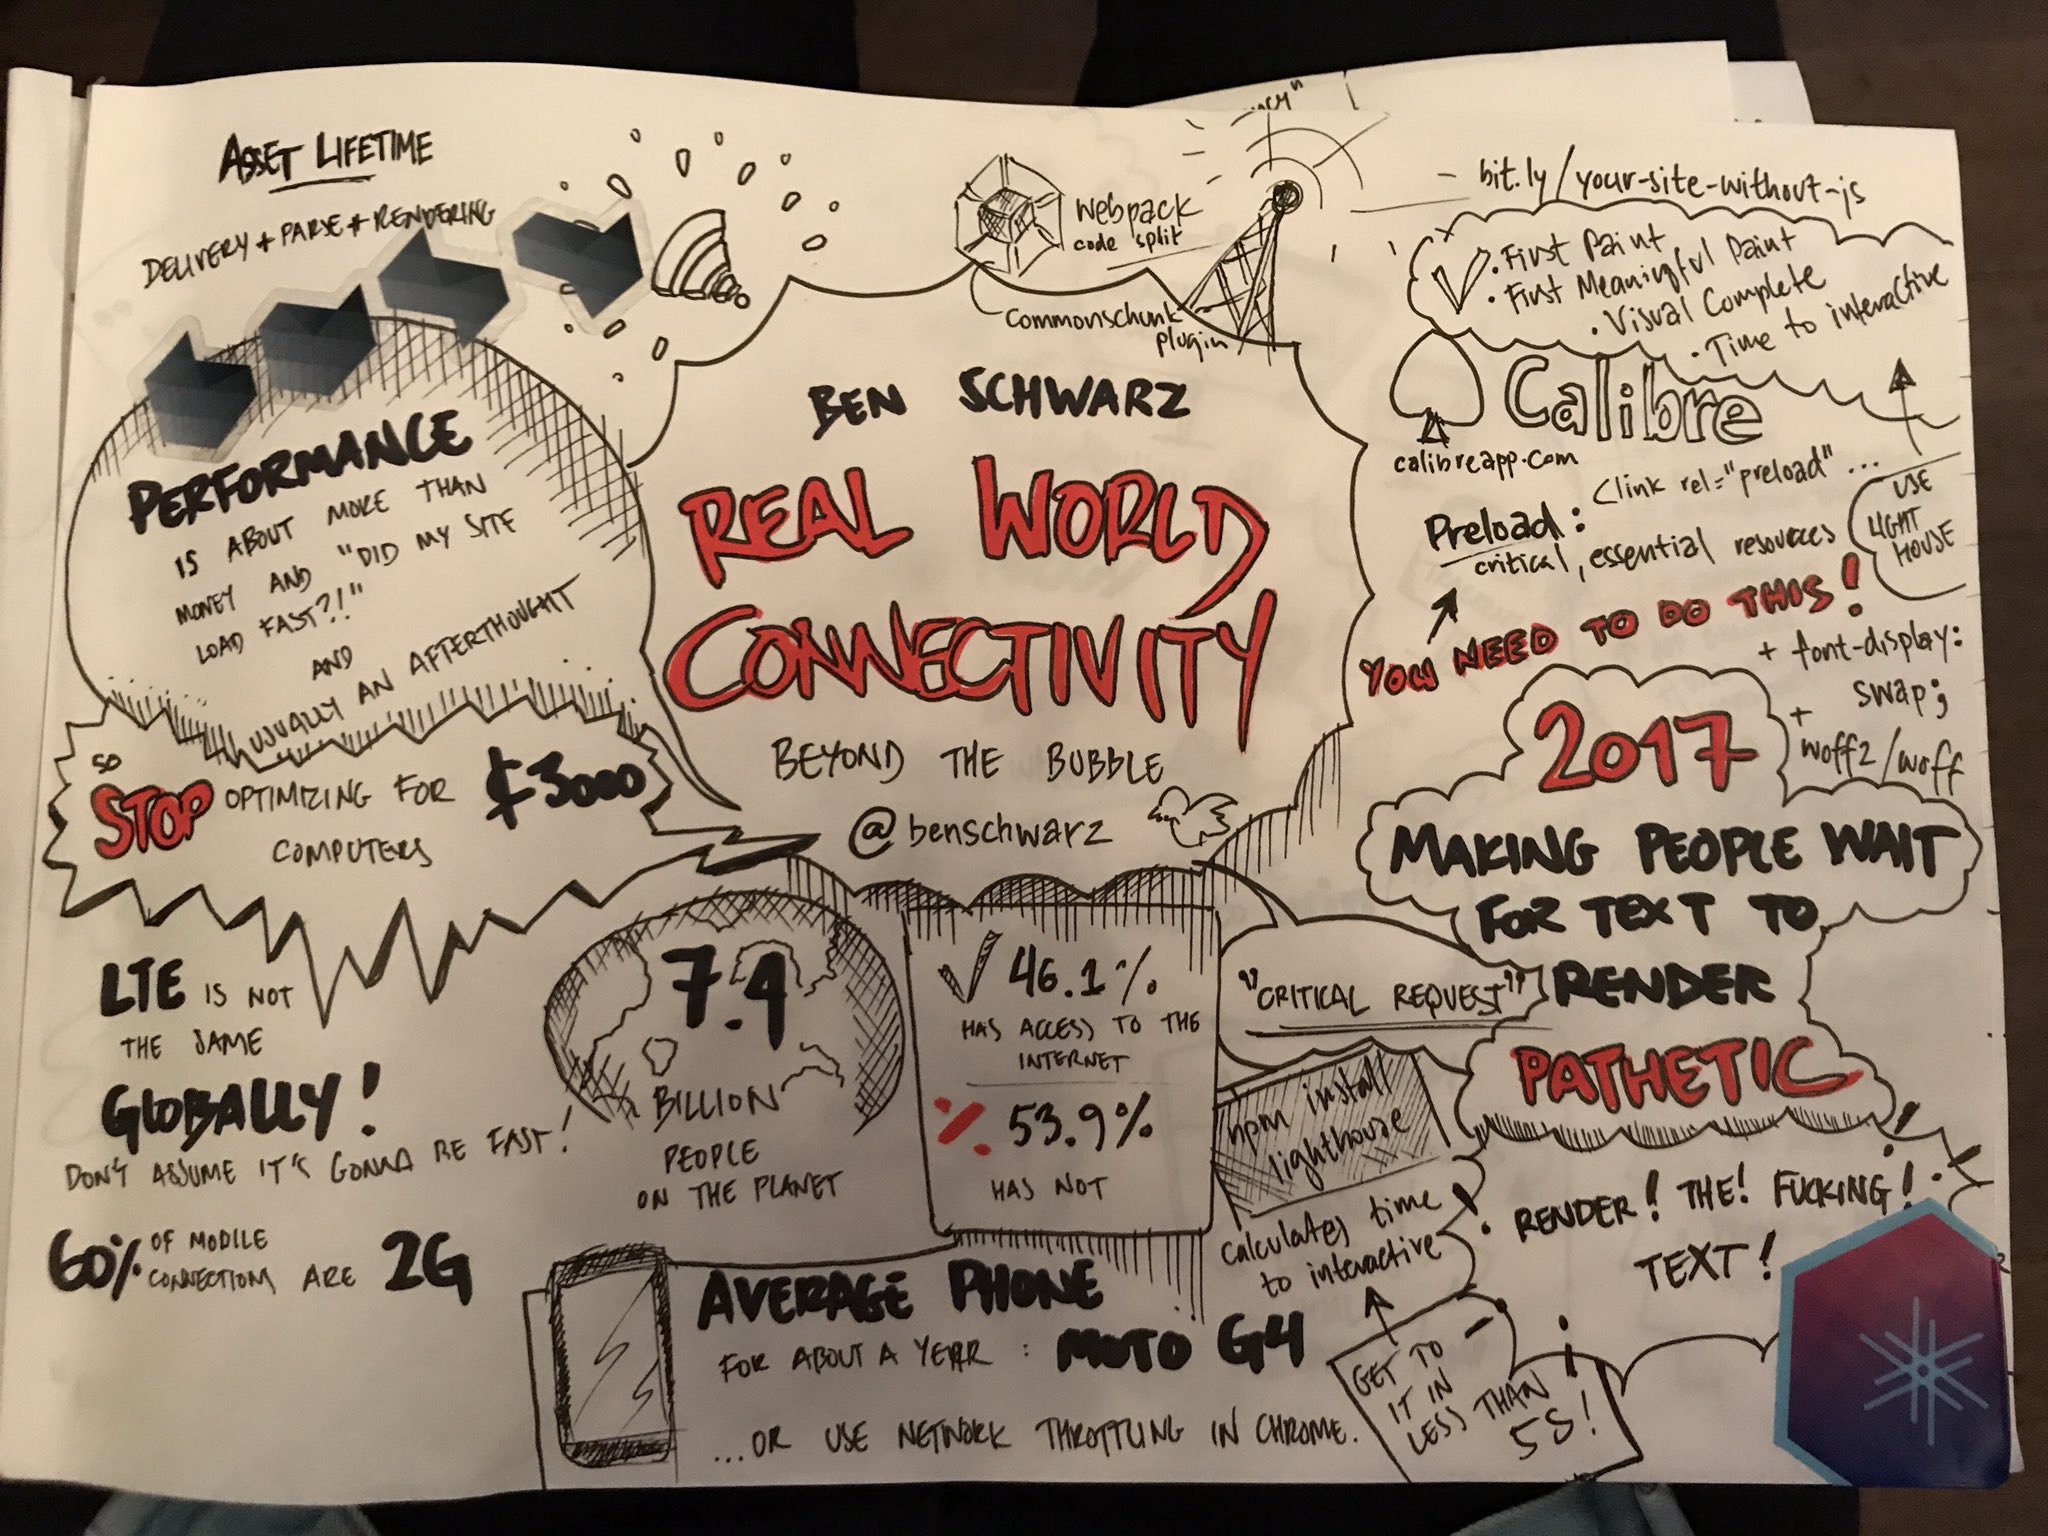 ASSET LIFETIME
DELIVERY + PARSE + RENDERING
PERFORMANCE
IS ABOUT MORE THAN
MONEY AND "DID MY SITE
LOAD FAST?!"
AND
USUALLY AN AFTERTHOUGHT
SO
STOP OPTIMIZING FOR $3000
COMPUTERS
LTE IS NOT
THE SAME
GLOBALLY!
DON'T ASSUME IT'S GONNA BE FAST!
60% OF MOBILE
CONNECTIONS ARE 2G
webpack
code split
Commonschunk
plugin
BEN SCHWARZ
REAL WORLD
CONNECTIVITY
BEYOND THE BUBBLE
@benschwarz
7.4
BILLION
PEOPLE
ON THE PLANET
46.1%
HAS ACCESS TO THE
INTERNET
53.9%
HAS NOT
AVERAGE PHONE
FOR ABOUT A YEAR : MOTO G4
...OR USE NETWORK THROTTLING IN CHROME.
bit.ly/your-site-without-js
• First Paint
• First Meaningful Paint
• Visual Complete
• Time to interactive
Calibre
calibreapp.com
USE
LIGHT
HOUSE
Preload: <link rel="preload" ...
critical, essential resources
YOU NEED TO DO THIS!
+ font-display:
swap;
+ woff2/woff
2017
MAKING PEOPLE WAIT
FOR TEXT TO
RENDER
PATHETIC
"CRITICAL REQUEST"
npm install
lighthouse
calculates time
to interactive
GET TO
IT IN
LESS THAN
5S!
RENDER! THE! FUCKING!
TEXT!